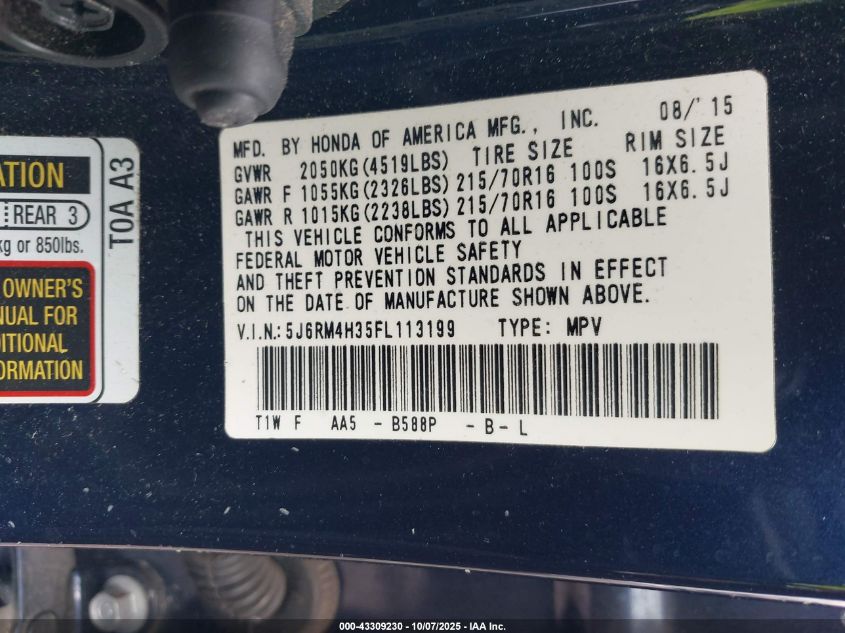 MFD. BY HONDA OF AMERICA MFG., INC. 08/'15
GVWR 2050KG(4519LBS) TIRE SIZE RIM SIZE
GAWR F 1055KG(2326LBS) 215/70R16 100S 16X6.5J
GAWR R 1015KG(2238LBS) 215/70R16 100S 16X6.5J
THIS VEHICLE CONFORMS TO ALL APPLICABLE
FEDERAL MOTOR VEHICLE SAFETY
AND THEFT PREVENTION STANDARDS IN EFFECT
ON THE DATE OF MANUFACTURE SHOWN ABOVE.
V.I.N.: 5J6RM4H35FL113199 TYPE: MPV
T1W F AA5 - B588P - B - L
ATION
REAR 3
kg or 850lbs.
OWNER'S
NUAL FOR
DITIONAL
ORMATION
T0A A3
000-43309230 - 10/07/2025 - IAA Inc.